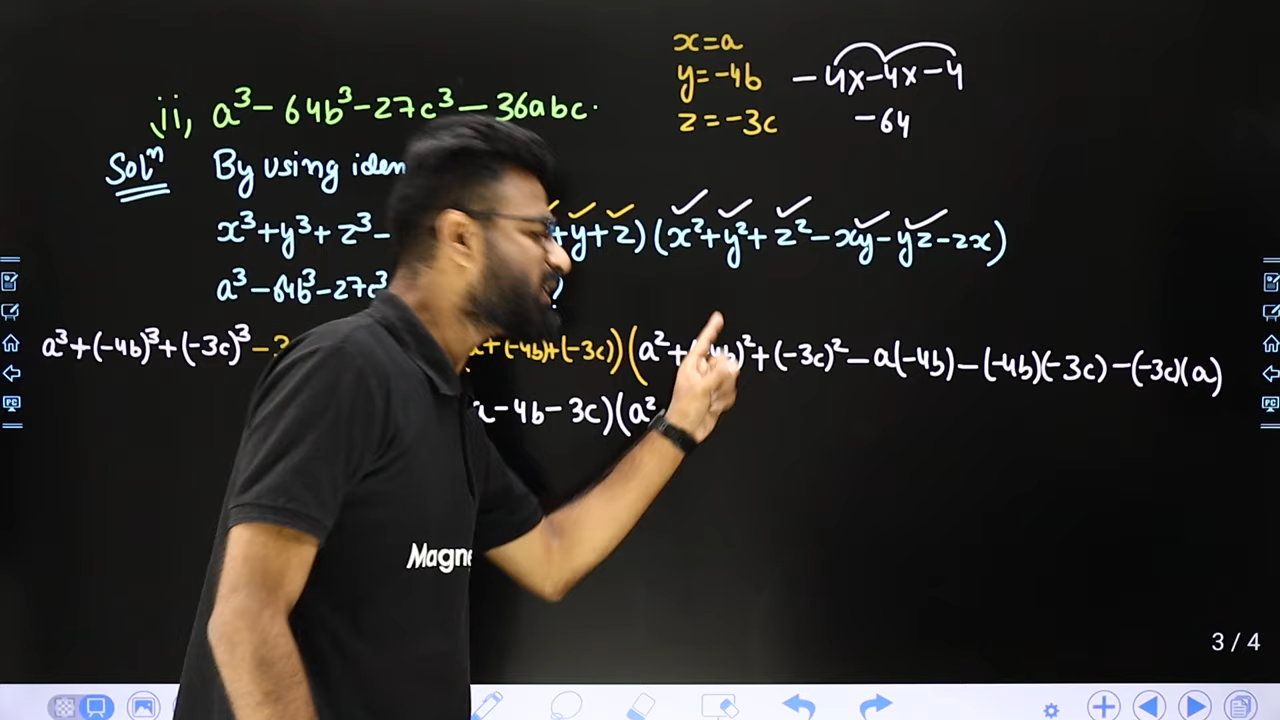 x=a
y=-4b
z=-3c
-4x-4x-4
-64
ii, a³-64b³-27c³-36abc.
Solⁿ By using iden
x³+y³+z³- +y+z)(x²+y²+z²-xy-yz-zx)
a³-64b³-27c³ ?
a³+(-4b)³+(-3c)³-3 a+(-4b)+(-3c))(a²+ 4b)²+(-3c)²-a(-4b)-(-4b)(-3c)-(-3c)(a)
a-4b-3c)(a²
Magne
3/4